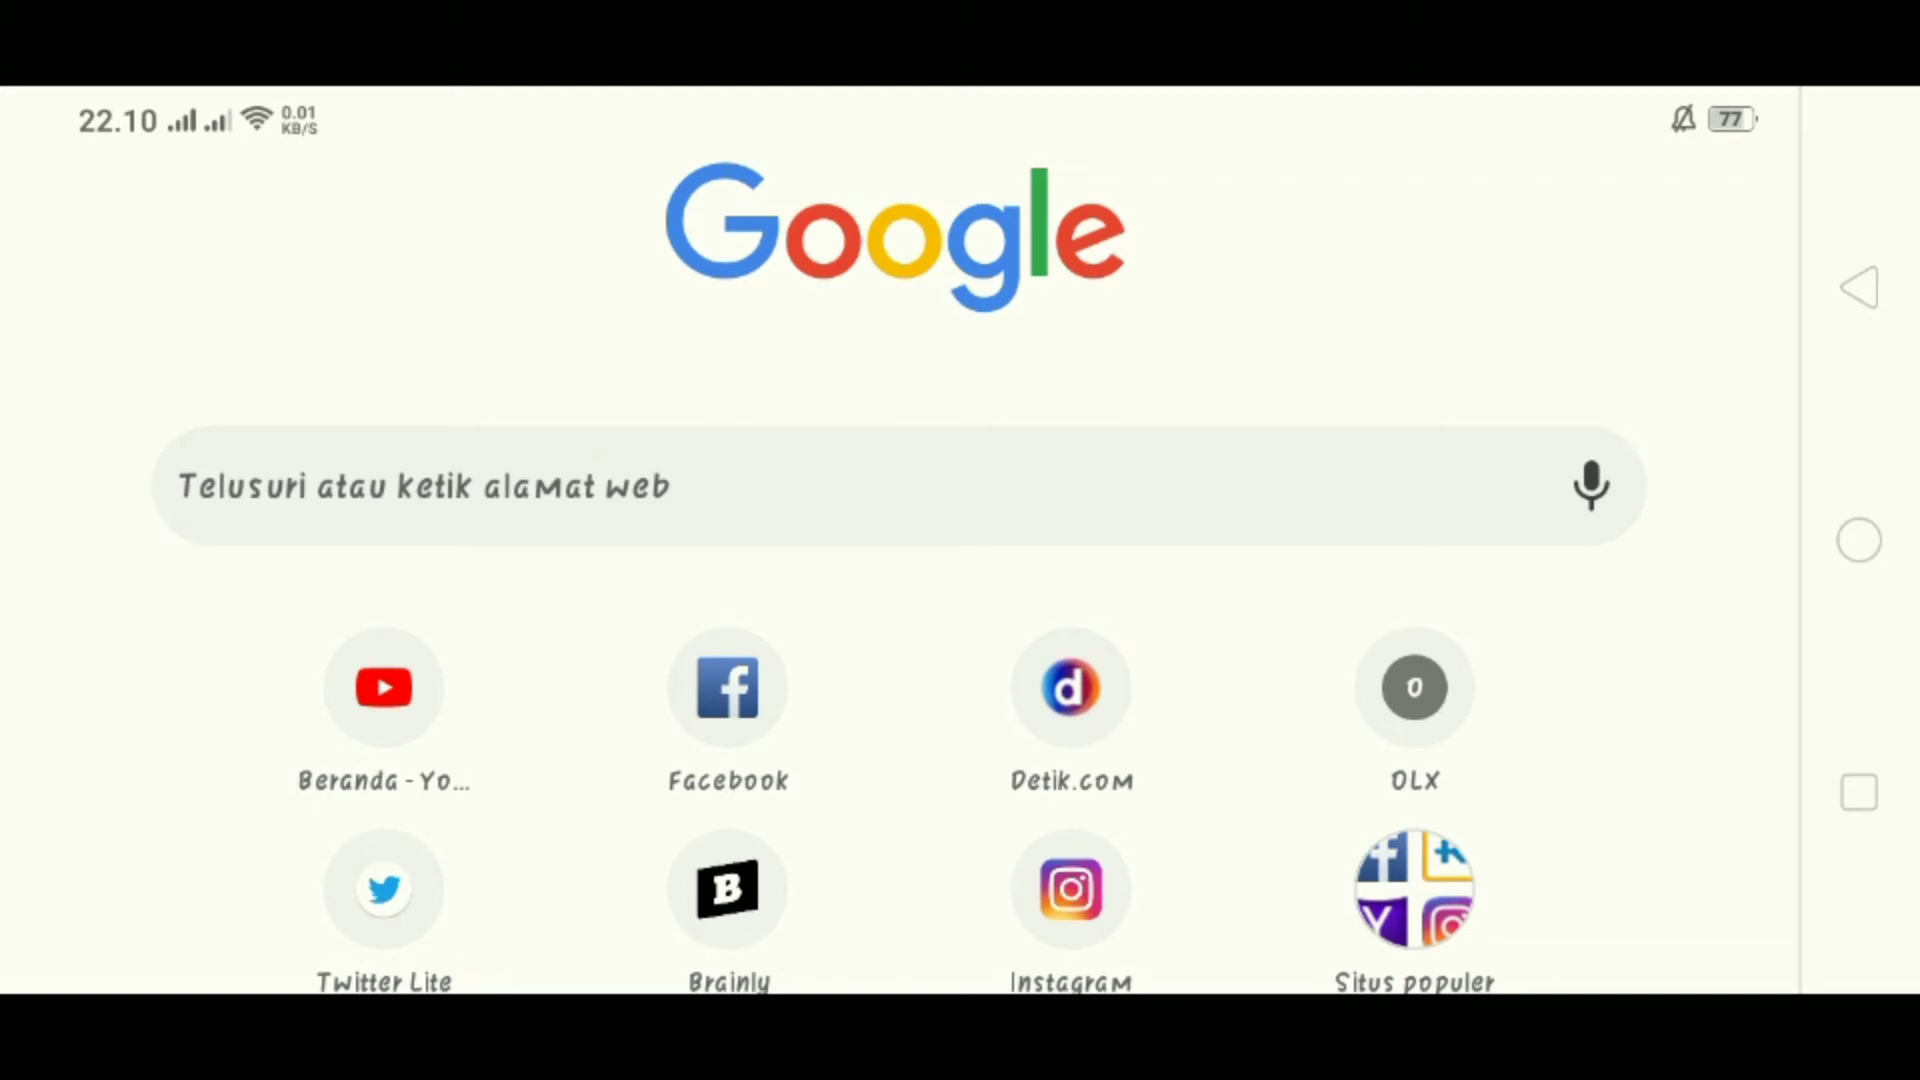 22.10 0.01 KB/S 77
Google
Telusuri atau ketik alamat web
Beranda - Yo... Facebook Detik.com OLX
Twitter Lite Brainly Instagram Situs populer